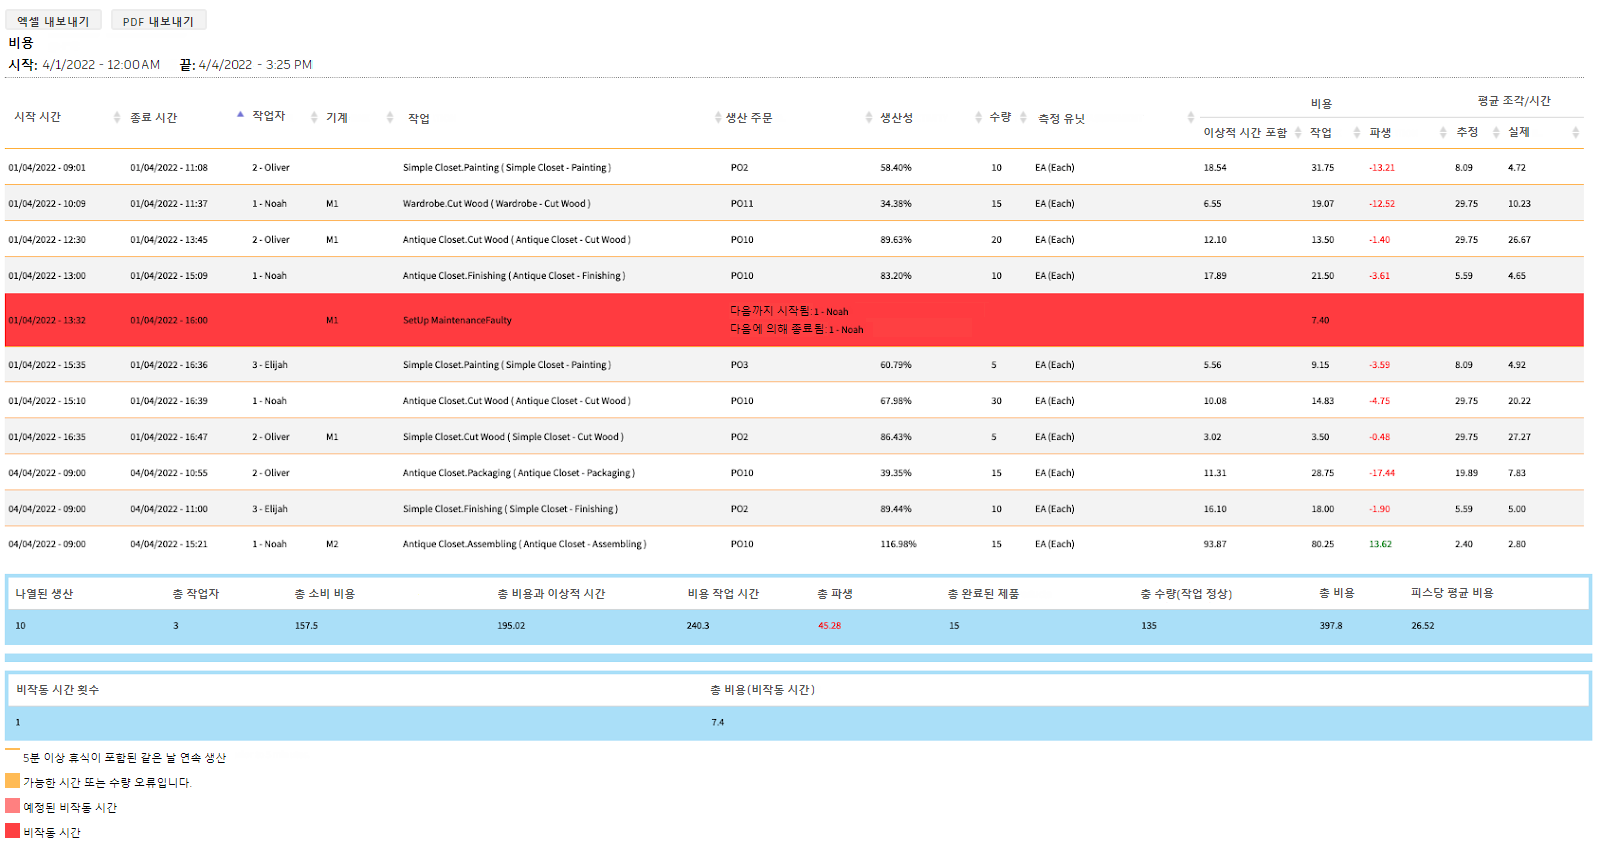 엑셀 내보내기 PDF 내보내기
비용
시작: 4/1/2022 - 12:00AM 끝: 4/4/2022 - 3:25 PM
비용 평균 조각/시간
시작 시간 종료 시간 작업자 기계 작업 생산 주문 생산성 수량 측정 유닛
이상적 시간 포함 작업 파생 추정 실제
01/04/2022 - 09:01 01/04/2022 - 11:08 2 - Oliver Simple Closet.Painting ( Simple Closet - Painting ) PO2 58.40% 10 EA (Each) 18.54 31.75 -13.21 8.09 4.72
01/04/2022 - 10:09 01/04/2022 - 11:37 1 - Noah M1 Wardrobe.Cut Wood ( Wardrobe - Cut Wood ) PO11 34.38% 15 EA (Each) 6.55 19.07 -12.52 29.75 10.23
01/04/2022 - 12:30 01/04/2022 - 13:45 2 - Oliver M1 Antique Closet.Cut Wood ( Antique Closet - Cut Wood ) PO10 89.63% 20 EA (Each) 12.10 13.50 -1.40 29.75 26.67
01/04/2022 - 13:00 01/04/2022 - 15:09 1 - Noah Antique Closet.Finishing ( Antique Closet - Finishing ) PO10 83.20% 10 EA (Each) 17.89 21.50 -3.61 5.59 4.65
01/04/2022 - 13:32 01/04/2022 - 16:00 M1 SetUp MaintenanceFaulty 다음까지 시작됨: 1 - Noah 7.40
다음에 의해 종료됨: 1 - Noah
01/04/2022 - 15:35 01/04/2022 - 16:36 3 - Elijah Simple Closet.Painting ( Simple Closet - Painting ) PO3 60.79% 5 EA (Each) 5.56 9.15 -3.59 8.09 4.92
01/04/2022 - 15:10 01/04/2022 - 16:39 1 - Noah Antique Closet.Cut Wood ( Antique Closet - Cut Wood ) PO10 67.98% 30 EA (Each) 10.08 14.83 -4.75 29.75 20.22
01/04/2022 - 16:35 01/04/2022 - 16:47 2 - Oliver M1 Simple Closet.Cut Wood ( Simple Closet - Cut Wood ) PO2 86.43% 5 EA (Each) 3.02 3.50 -0.48 29.75 27.27
04/04/2022 - 09:00 04/04/2022 - 10:55 2 - Oliver Antique Closet.Packaging ( Antique Closet - Packaging ) PO10 39.35% 15 EA (Each) 11.31 28.75 -17.44 19.89 7.83
04/04/2022 - 09:00 04/04/2022 - 11:00 3 - Elijah Simple Closet.Finishing ( Simple Closet - Finishing ) PO2 89.44% 10 EA (Each) 16.10 18.00 -1.90 5.59 5.00
04/04/2022 - 09:00 04/04/2022 - 15:21 1 - Noah M2 Antique Closet.Assembling ( Antique Closet - Assembling ) PO10 116.98% 15 EA (Each) 93.87 80.25 13.62 2.40 2.80
나열된 생산 총 작업자 총 소비 비용 총 비용과 이상적 시간 비용 작업 시간 총 파생 총 완료된 제품 총 수량(작업 정상) 총 비용 피스당 평균 비용
10 3 157.5 195.02 240.3 45.28 15 135 397.8 26.52
비작동 시간 횟수 총 비용(비작동 시간)
1 7.4
5분 이상 휴식이 포함된 같은 날 연속 생산
가능한 시간 또는 수량 오류입니다.
예정된 비작동 시간
비작동 시간